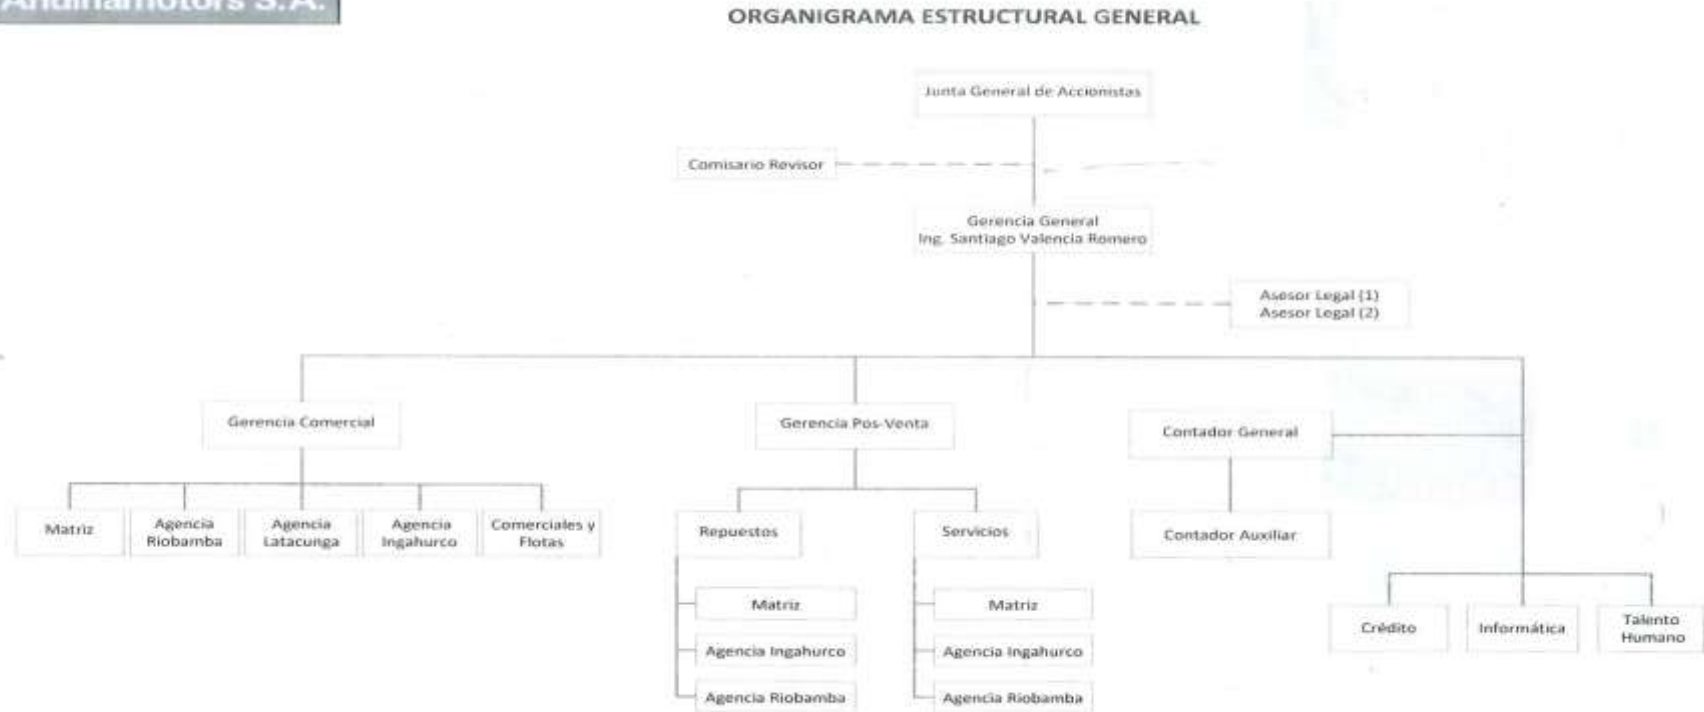 Andinamotors S.A.
ORGANIGRAMA ESTRUCTURAL GENERAL
Junta General de Accionistas
Comisario Revisor
Gerencia General
Ing. Santiago Valencia Romero
Asesor Legal (1)
Asesor Legal (2)
Gerencia Comercial
Gerencia Pos-Venta
Contador General
Matriz
Agencia
Riobamba
Agencia
Latacunga
Agencia
Ingahurco
Comerciales y
Flotas
Repuestos
Servicios
Contador Auxiliar
Matriz
Agencia Ingahurco
Agencia Riobamba
Matriz
Agencia Ingahurco
Agencia Riobamba
Crédito
Informática
Talento
Humano